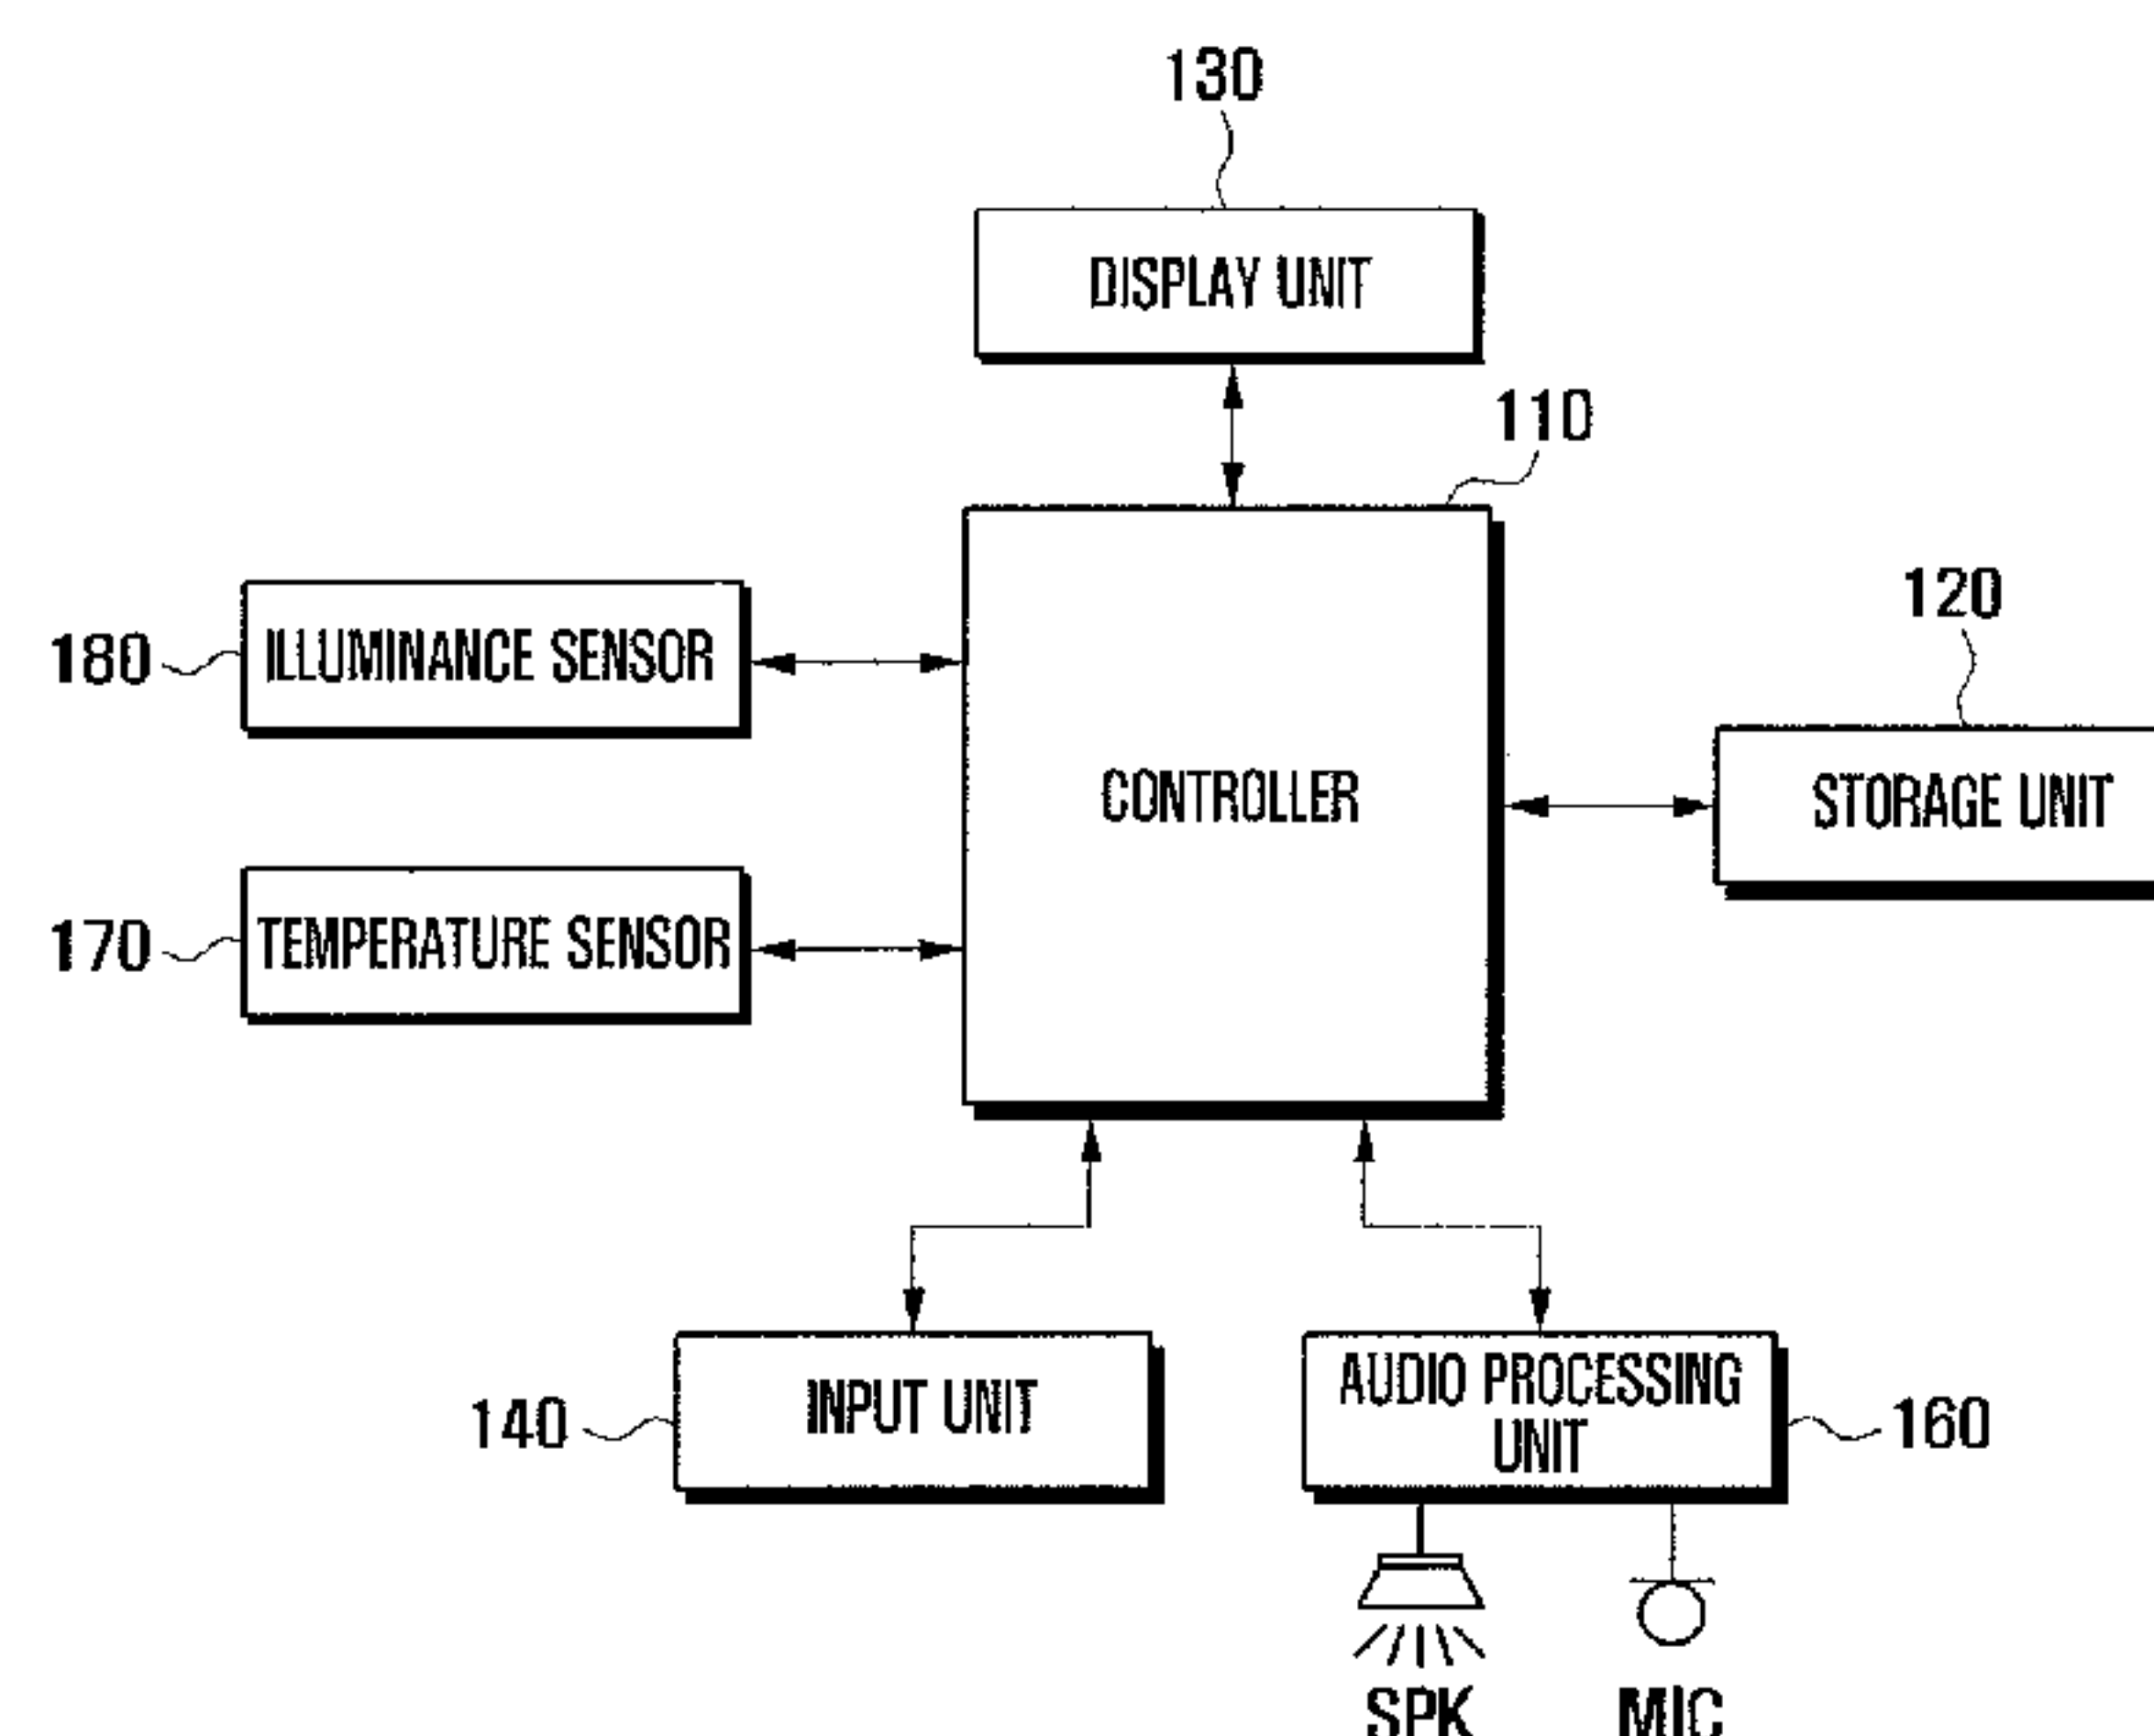 130
DISPLAY UNIT
110
120
180
ILLUMINANCE SENSOR
CONTROLLER
STORAGE UNIT
170
TEMPERATURE SENSOR
140
INPUT UNIT
AUDIO PROCESSING
UNIT
160
SPK
MIC